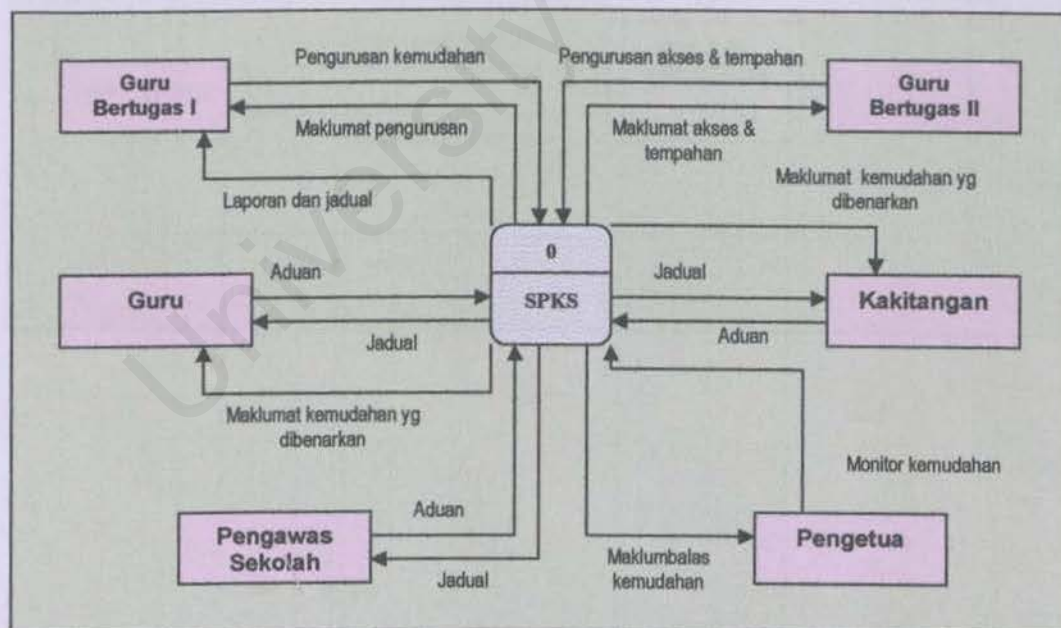 Pengurusan kemudahan
Pengurusan akses & tempahan
Guru
Bertugas I
Guru
Bertugas II
Maklumat pengurusan
Maklumat akses &
tempahan
Laporan dan jadual
Maklumat kemudahan yg
dibenarkan
0
SPKS
Aduan
Guru
Jadual
Jadual
Kakitangan
Aduan
Maklumat kemudahan yg
dibenarkan
Monitor kemudahan
Aduan
Pengawas
Sekolah
Jadual
Maklumbalas
kemudahan
Pengetua
University